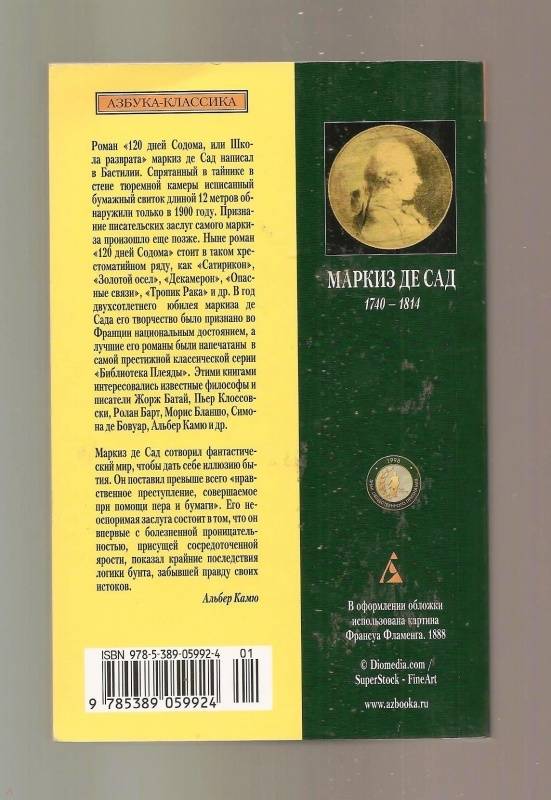 АЗБУКА-КЛАССИКА
Роман «120 дней Содома, или Шко-
ла разврата» маркиз де Сад написал
в Бастилии. Спрятанный в тайнике в
стене тюремной камеры исписанный
бумажный свиток длиной 12 метров об-
наружили только в 1900 году. Призна-
ние писательских заслуг самого марки-
за произошло еще позже. Ныне роман
«120 дней Содома» стоит в таком хре-
стоматийном ряду, как «Сатирикон»,
«Золотой осел», «Декамерон», «Опас-
ные связи», «Тропик Рака» и др. В год
двухсотлетнего юбилея маркиза де
Сада его творчество было признано во
Франции национальным достоянием, а
лучшие его романы были напечатаны в
самой престижной классической серии
«Библиотека Плеяды». Этими книгами
интересовались известные философы и
писатели Жорж Батай, Пьер Клоссов-
ски, Ролан Барт, Морис Бланшо, Симо-
на де Бовуар, Альбер Камю и др.
Маркиз де Сад сотворил фантастичес-
кий мир, чтобы дать себе иллюзию бы-
тия. Он поставил превыше всего «нрав-
ственное преступление, совершаемое
при помощи пера и бумаги». Его не-
оспоримая заслуга состоит в том, что он
впервые с болезненной проницатель-
ностью, присущей сосредоточенной
ярости, показал крайние последствия
логики бунта, забывшей правду своих
истоков.
Альбер Камю
ISBN 978-5-389-05992-4
01
9 785389 059924
МАРКИЗ ДЕ САД
1740 – 1814
1998
В оформлении обложки
использована картина
Франсуа Фламенга. 1888
© Diomedia.com /
SuperStock - FineArt
www.azbooka.ru